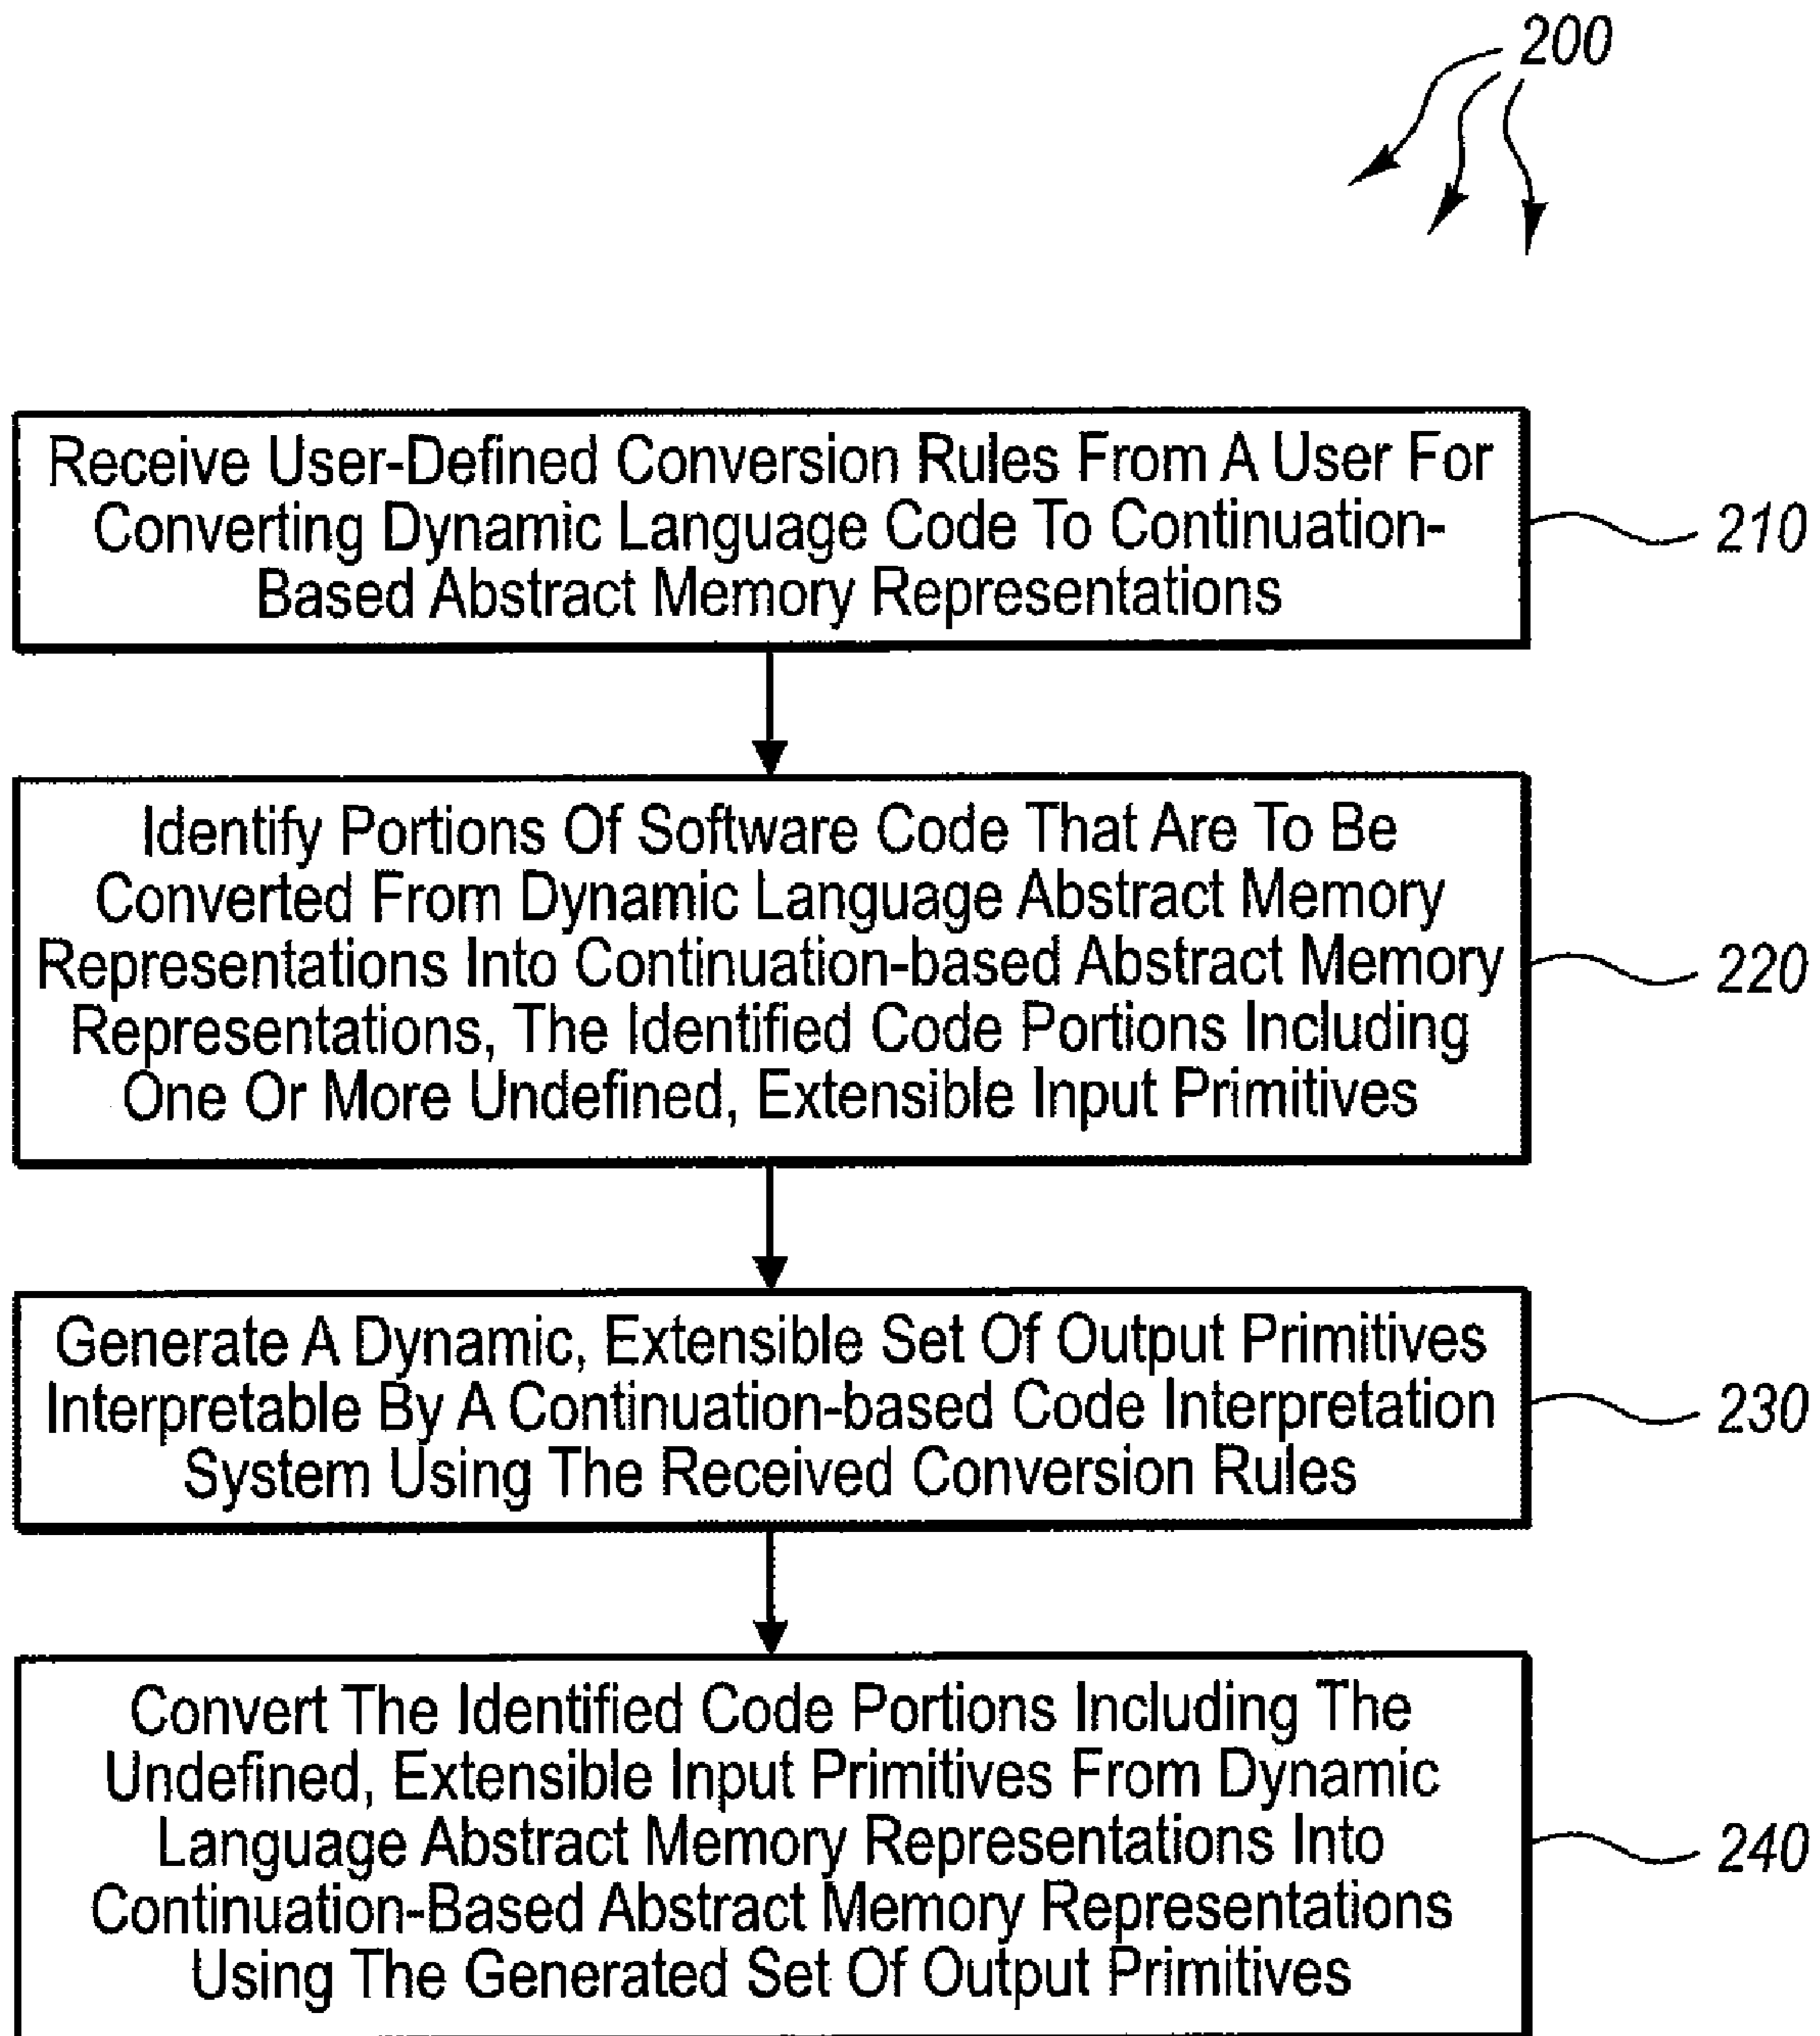 200
Receive User-Defined Conversion Rules From A User For
Converting Dynamic Language Code To Continuation-
Based Abstract Memory Representations
210
Identify Portions Of Software Code That Are To Be
Converted From Dynamic Language Abstract Memory
Representations Into Continuation-based Abstract Memory
Representations, The Identified Code Portions Including
One Or More Undefined, Extensible Input Primitives
220
Generate A Dynamic, Extensible Set Of Output Primitives
Interpretable By A Continuation-based Code Interpretation
System Using The Received Conversion Rules
230
Convert The Identified Code Portions Including The
Undefined, Extensible Input Primitives From Dynamic
Language Abstract Memory Representations Into
Continuation-Based Abstract Memory Representations
Using The Generated Set Of Output Primitives
240